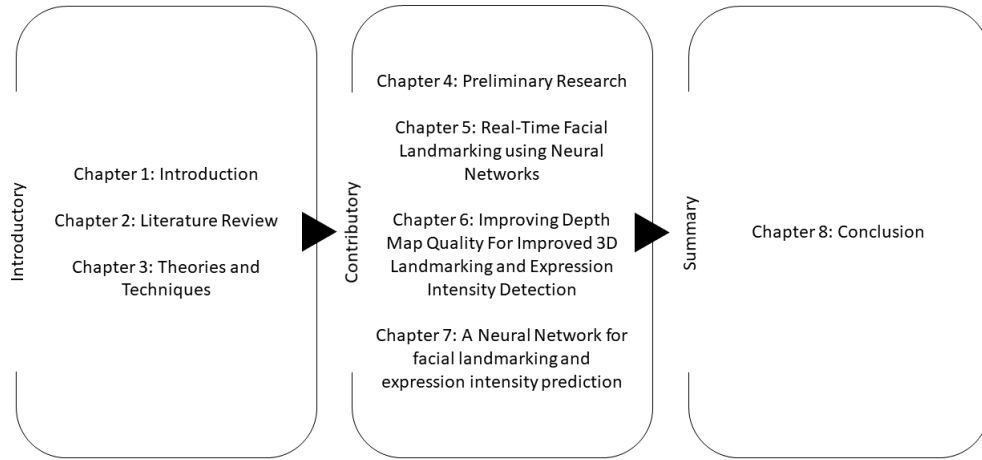 Introductory
Chapter 1: Introduction
Chapter 2: Literature Review
Chapter 3: Theories and
Techniques
Contributory
Chapter 4: Preliminary Research
Chapter 5: Real-Time Facial
Landmarking using Neural
Networks
Chapter 6: Improving Depth
Map Quality For Improved 3D
Landmarking and Expression
Intensity Detection
Chapter 7: A Neural Network for
facial landmarking and
expression intensity prediction
Summary
Chapter 8: Conclusion